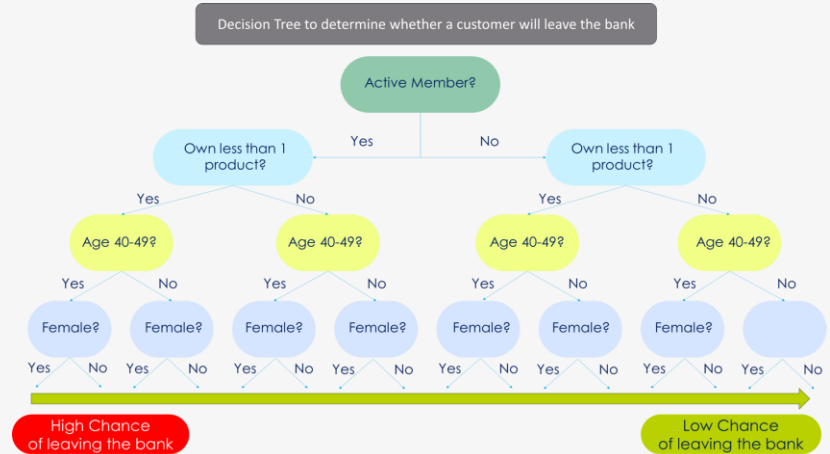 Decision Tree to determine whether a customer will leave the bank
Active Member?
Yes
No
Own less than 1
product?
Own less than 1
product?
Yes
No
Yes
No
Age 40-49?
Age 40-49?
Age 40-49?
Age 40-49?
Yes
No
Yes
No
Yes
No
Yes
No
Female?
Female?
Female?
Female?
Female?
Female?
Female?
Yes
No
Yes
No
Yes
No
Yes
No
Yes
No
Yes
No
Yes
No
Yes
No
High Chance
of leaving the bank
Low Chance
of leaving the bank